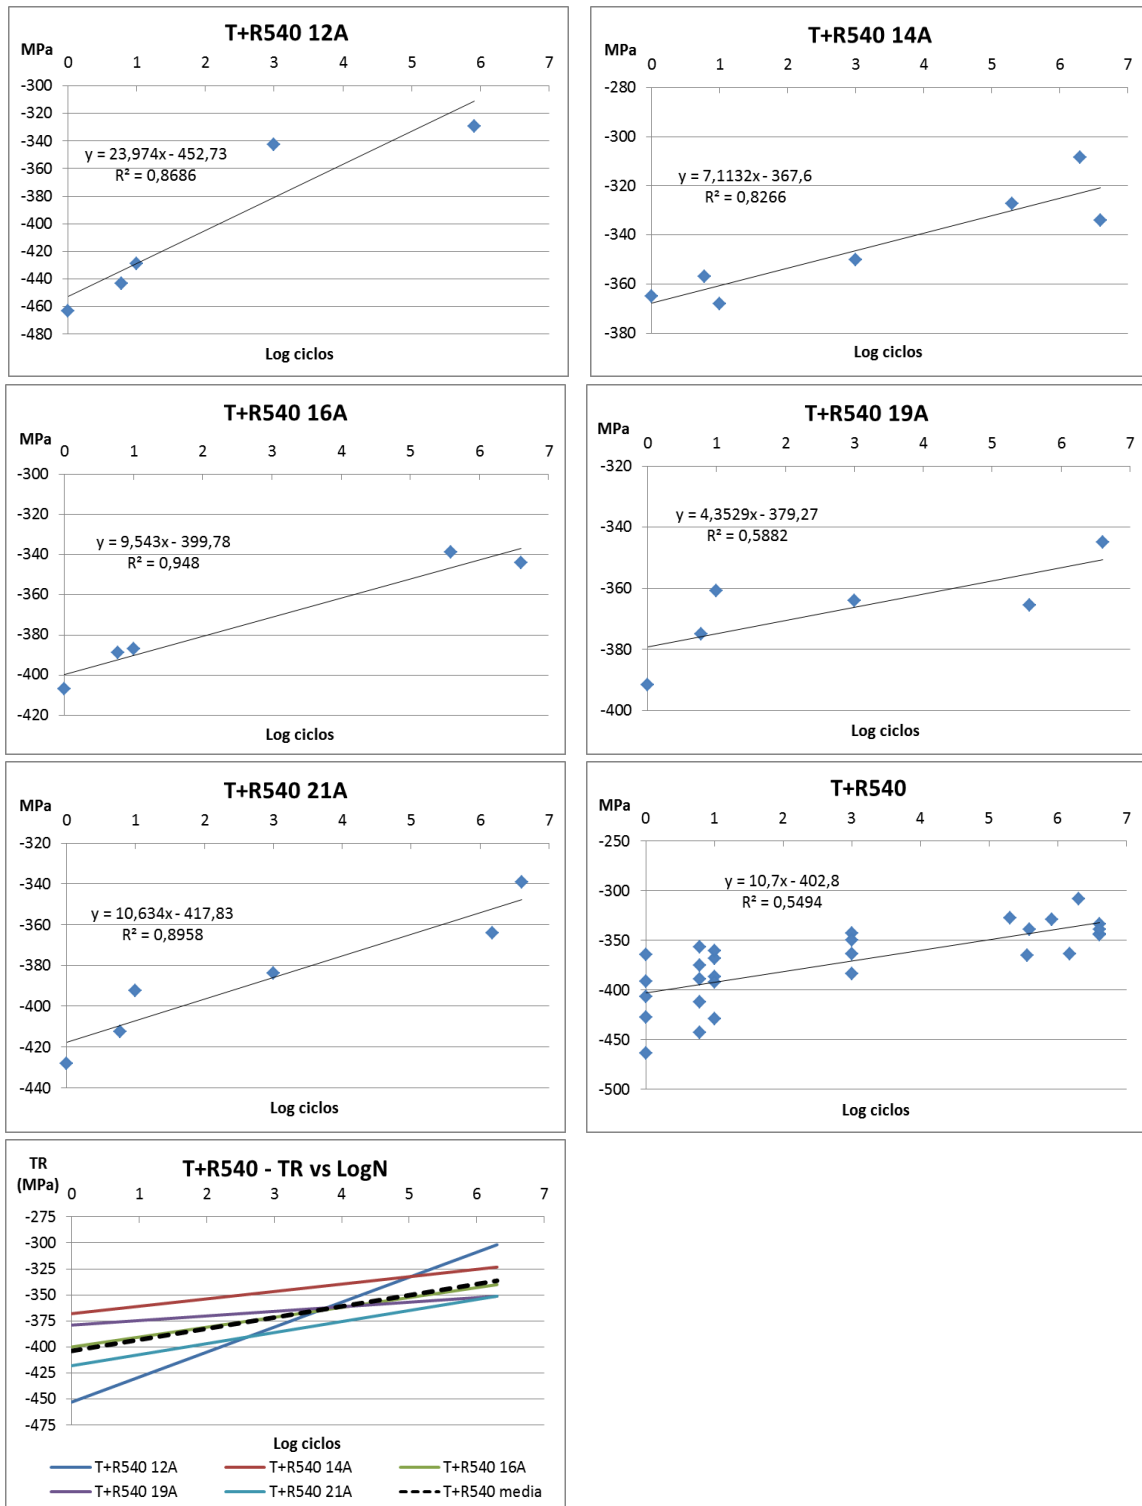 T+R540 12A
MPa
0 1 2 3 4 5 6 7
-300
-320
-340
-360
-380
-400
-420
-440
-460
-480
y = 23,974x - 452,73
R² = 0,8686
Log ciclos
T+R540 14A
MPa
0 1 2 3 4 5 6 7
-280
-300
-320
-340
-360
-380
y = 7,1132x - 367,6
R² = 0,8266
Log ciclos
T+R540 16A
MPa
0 1 2 3 4 5 6 7
-300
-320
-340
-360
-380
-400
-420
y = 9,543x - 399,78
R² = 0,948
Log ciclos
T+R540 19A
MPa
0 1 2 3 4 5 6 7
-320
-340
-360
-380
-400
y = 4,3529x - 379,27
R² = 0,5882
Log ciclos
T+R540 21A
MPa
0 1 2 3 4 5 6 7
-320
-340
-360
-380
-400
-420
-440
y = 10,634x - 417,83
R² = 0,8958
Log ciclos
T+R540
MPa
0 1 2 3 4 5 6 7
-250
-300
-350
-400
-450
-500
y = 10,7x - 402,8
R² = 0,5494
Log ciclos
T+R540 - TR vs LogN
TR
(MPa)
0 1 2 3 4 5 6 7
-275
-300
-325
-350
-375
-400
-425
-450
-475
Log ciclos
T+R540 12A T+R540 14A T+R540 16A
T+R540 19A T+R540 21A T+R540 media